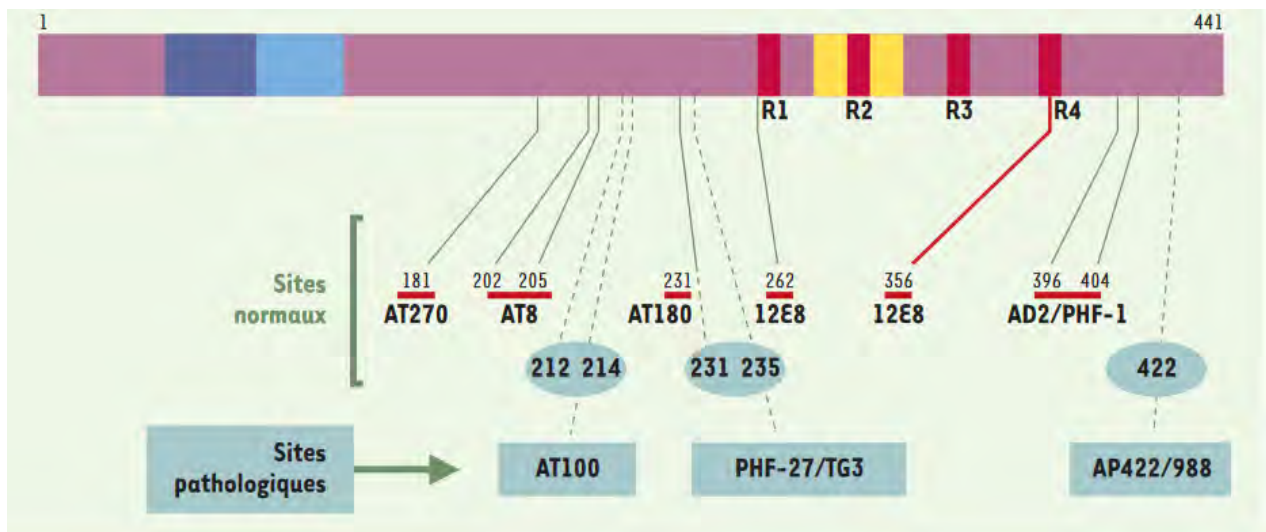 1 441
R1 R2 R3 R4
181 202 205 231 262 356 396 404
Sites
normaux
AT270 AT8 AT180 12E8 12E8 AD2/PHF-1
212 214 231 235 422
Sites
pathologiques
AT100 PHF-27/TG3 AP422/988